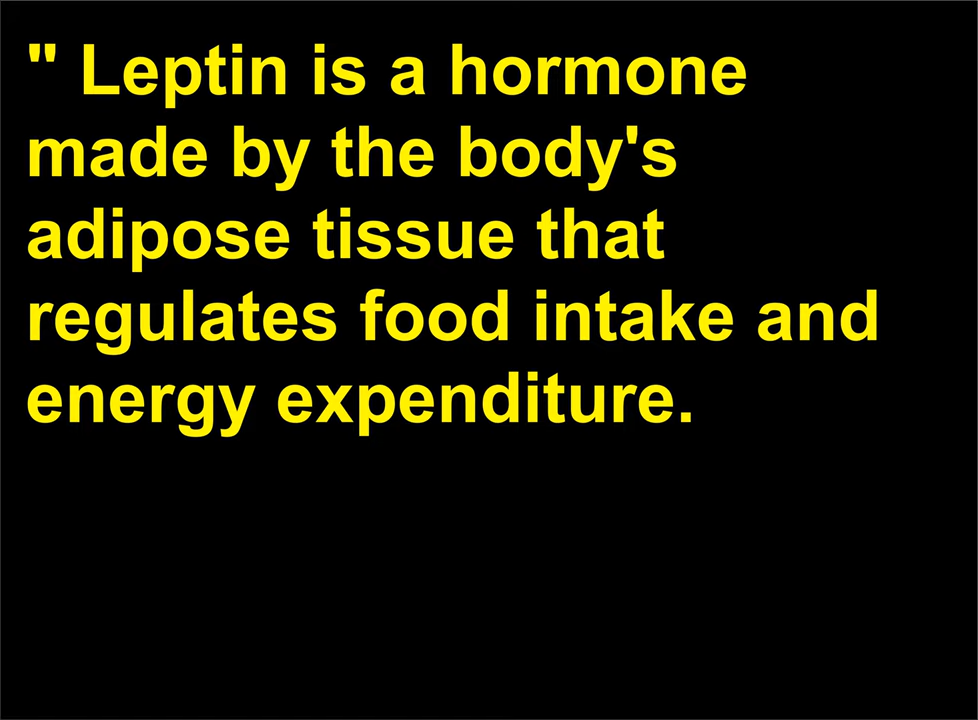 " Leptin is a hormone
made by the body's
adipose tissue that
regulates food intake and
energy expenditure.